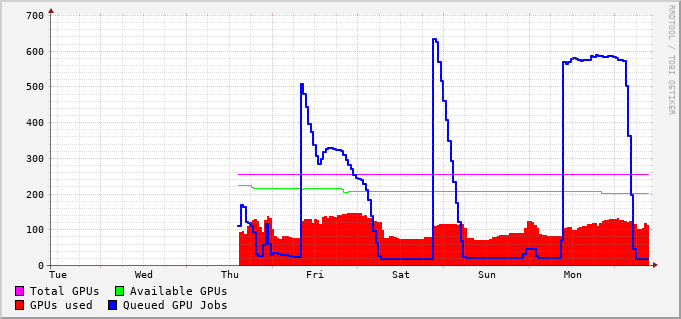 700
600
500
400
300
200
100
0
Tue Wed Thu Fri Sat Sun Mon
Total GPUs Available GPUs
GPUs used Queued GPU Jobs
RRDTOOL / TOBI OETIKER